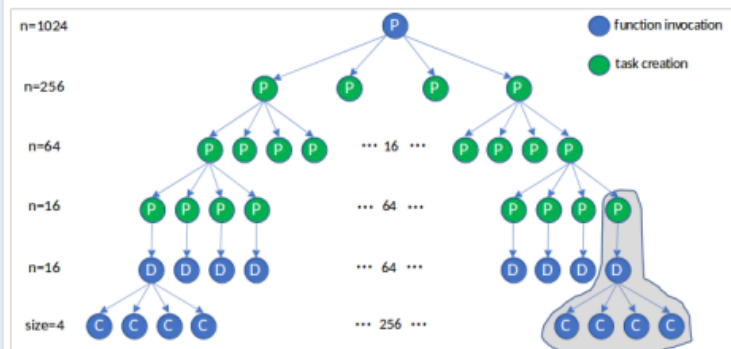 n=1024 P function invocation
task creation
n=256 P P P P
n=64 P P P P ··· 16 ··· P P P P
n=16 P P P P ··· 64 ··· P P P P
n=16 D D D D ··· 64 ··· D D D D
size=4 C C C C ··· 256 ··· C C C C